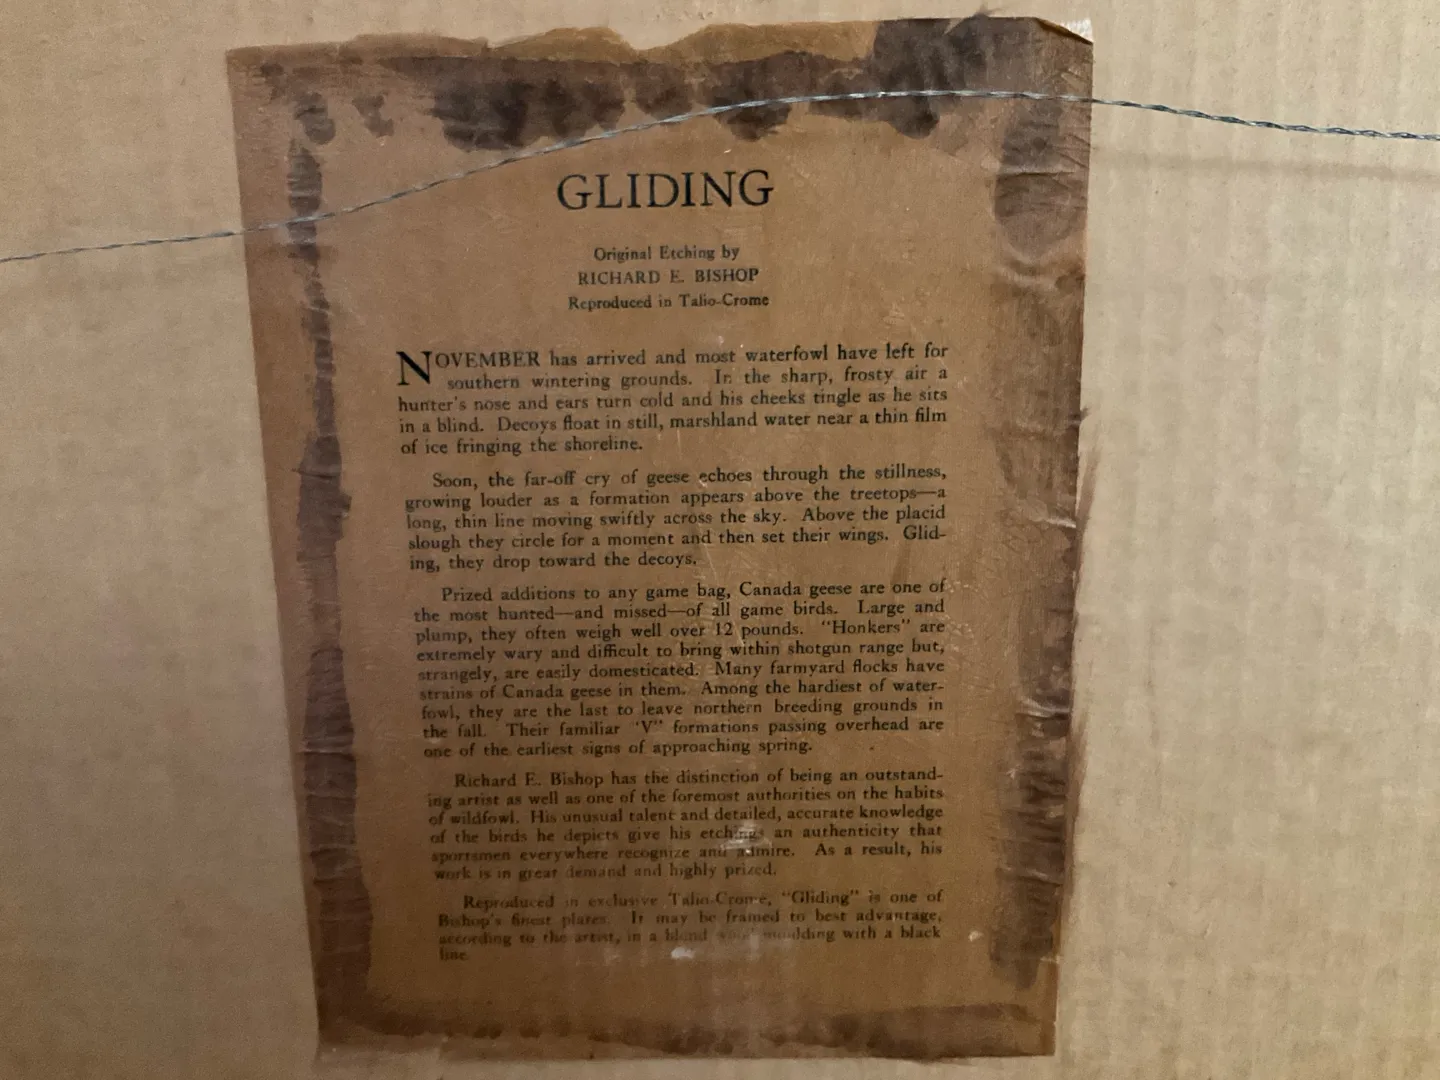 GLIDING
Original Etching by
RICHARD E. BISHOP
Reproduced in Talio-Crome
NOVEMBER has arrived and most waterfowl have left for
southern wintering grounds. In the sharp, frosty air a
hunter's nose and ears turn cold and his cheeks tingle as he sits
in a blind. Decoys float in still, marshland water near a thin film
of ice fringing the shoreline.
Soon, the far-off cry of geese echoes through the stillness,
growing louder as a formation appears above the treetops—a
long, thin line moving swiftly across the sky. Above the placid
slough they circle for a moment and then set their wings. Glid-
ing, they drop toward the decoys.
Prized additions to any game bag, Canada geese are one of
the most hunted—and missed—of all game birds. Large and
plump, they often weigh well over 12 pounds. "Honkers" are
extremely wary and difficult to bring within shotgun range but,
strangely, are easily domesticated. Many farmyard flocks have
strains of Canada geese in them. Among the hardiest of water-
fowl, they are the last to leave northern breeding grounds in
the fall. Their familiar 'V" formations passing overhead are
one of the earliest signs of approaching spring.
Richard E. Bishop has the distinction of being an outstand-
ing artist as well as one of the foremost authorities on the habits
of wildfowl. His unusual talent and detailed, accurate knowledge
of the birds he depicts give his etchings an authenticity that
sportsmen everywhere recognize and admire. As a result, his
work is in great demand and highly prized.
Reproduced in exclusive Talio-Crome, "Gliding" is one of
Bishop's finest plates. It may be framed to best advantage,
according to the artist, in a blond moulding with a black
line.